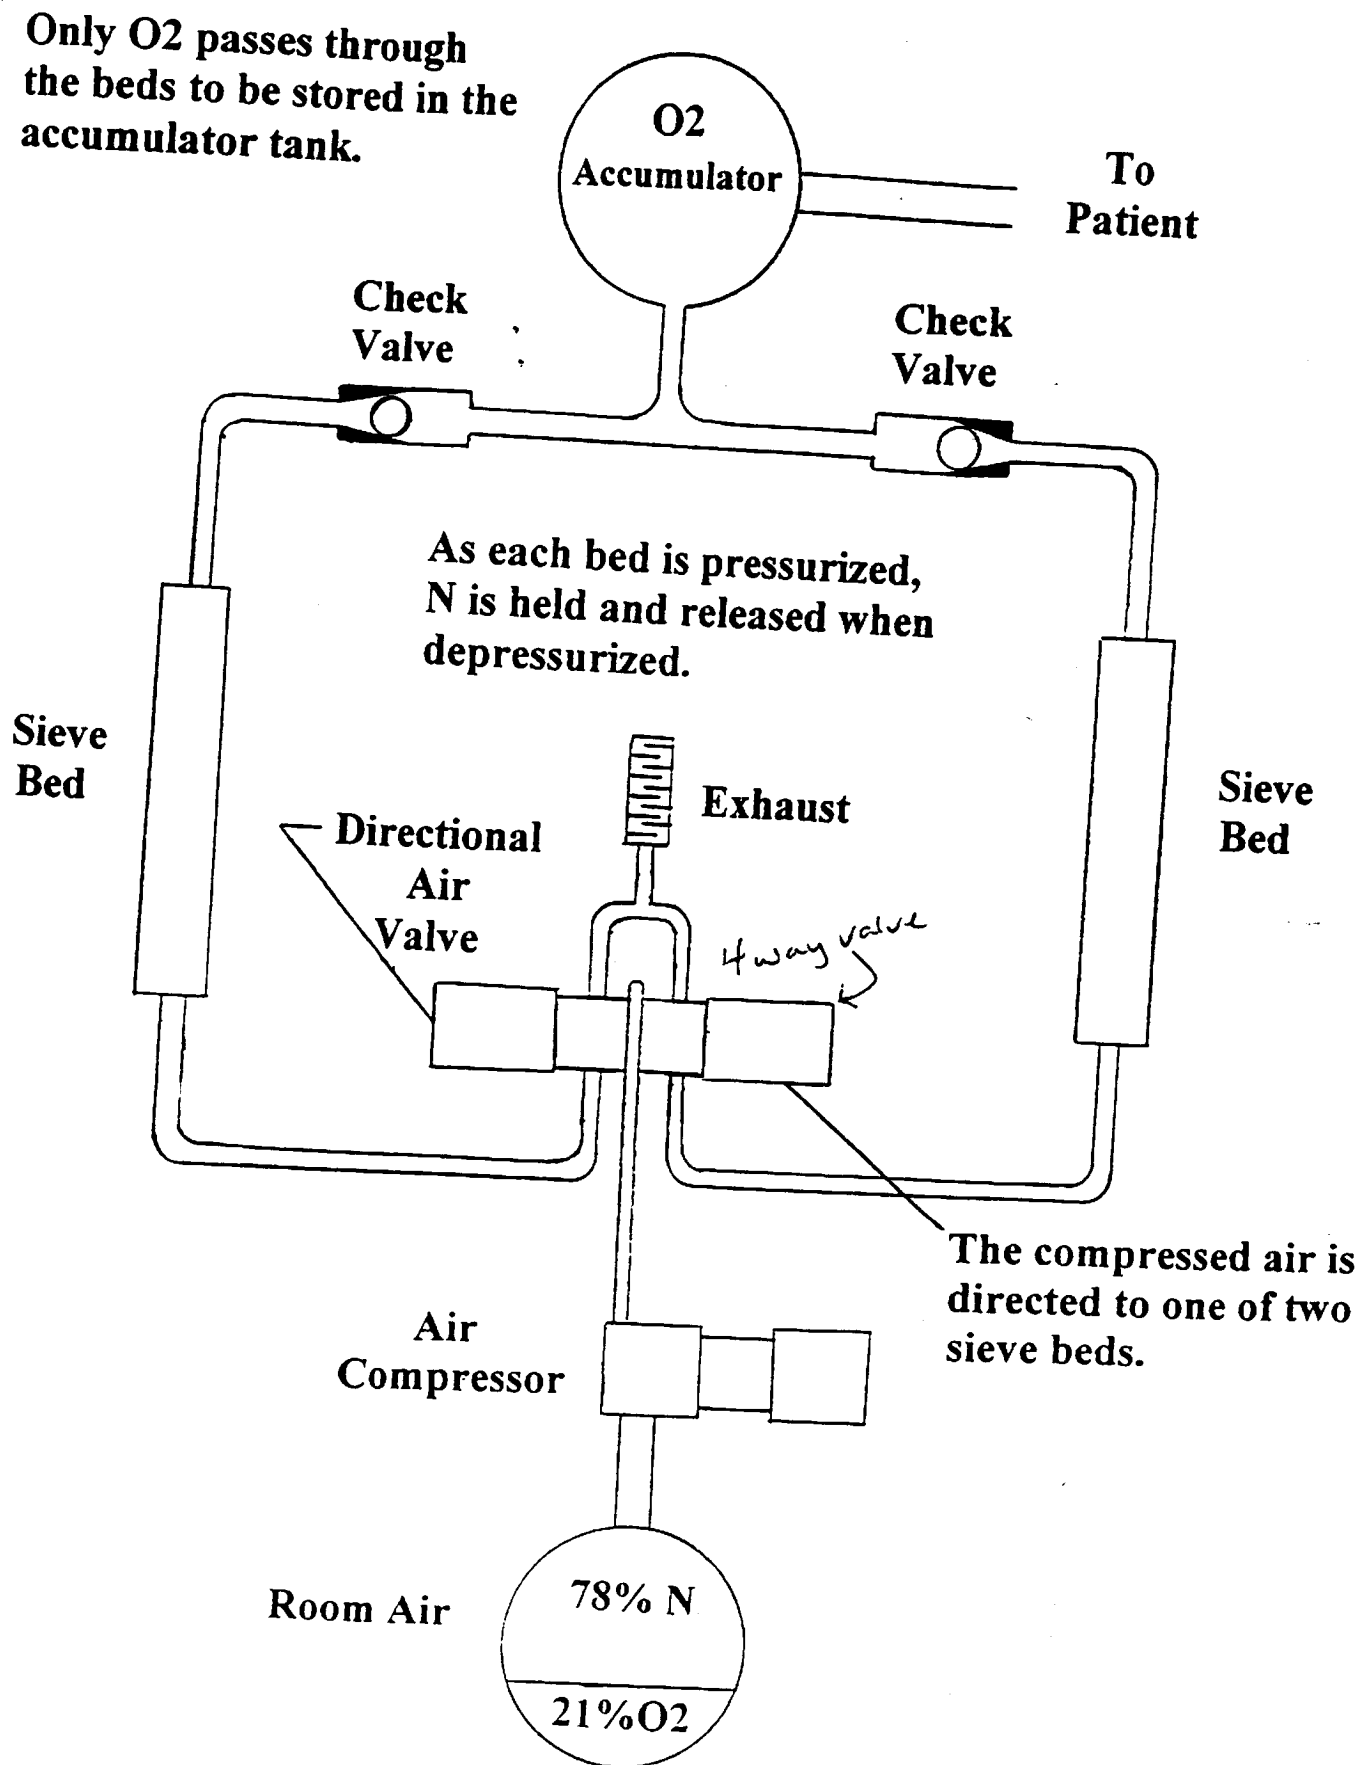 Only O2 passes through
the beds to be stored in the
accumulator tank.
O2
Accumulator
To
Patient
Check
Valve
Check
Valve
As each bed is pressurized,
N is held and released when
depressurized.
Sieve
Bed
Exhaust
Sieve
Bed
Directional
Air
Valve
4 way valve
The compressed air is
directed to one of two
sieve beds.
Air
Compressor
Room Air
78% N
21%O2